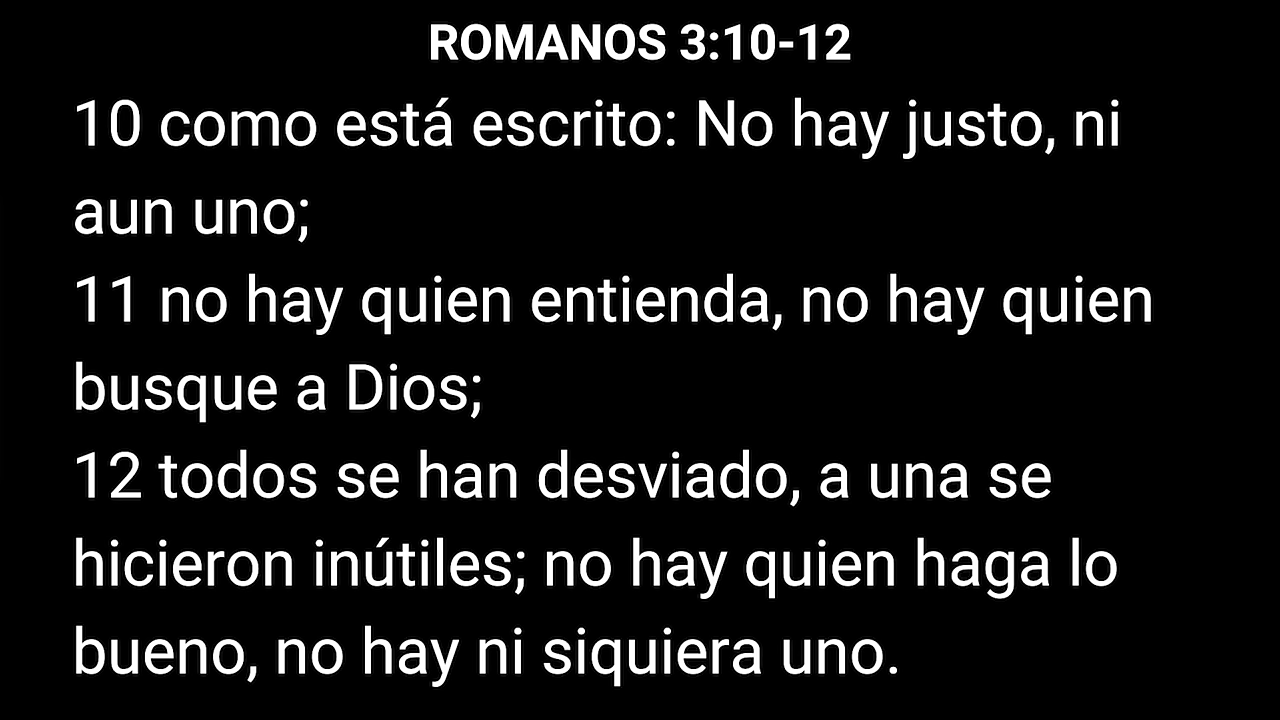 ROMANOS 3:10-12
10 como está escrito: No hay justo, ni
aun uno;
11 no hay quien entienda, no hay quien
busque a Dios;
12 todos se han desviado, a una se
hicieron inútiles; no hay quien haga lo
bueno, no hay ni siquiera uno.